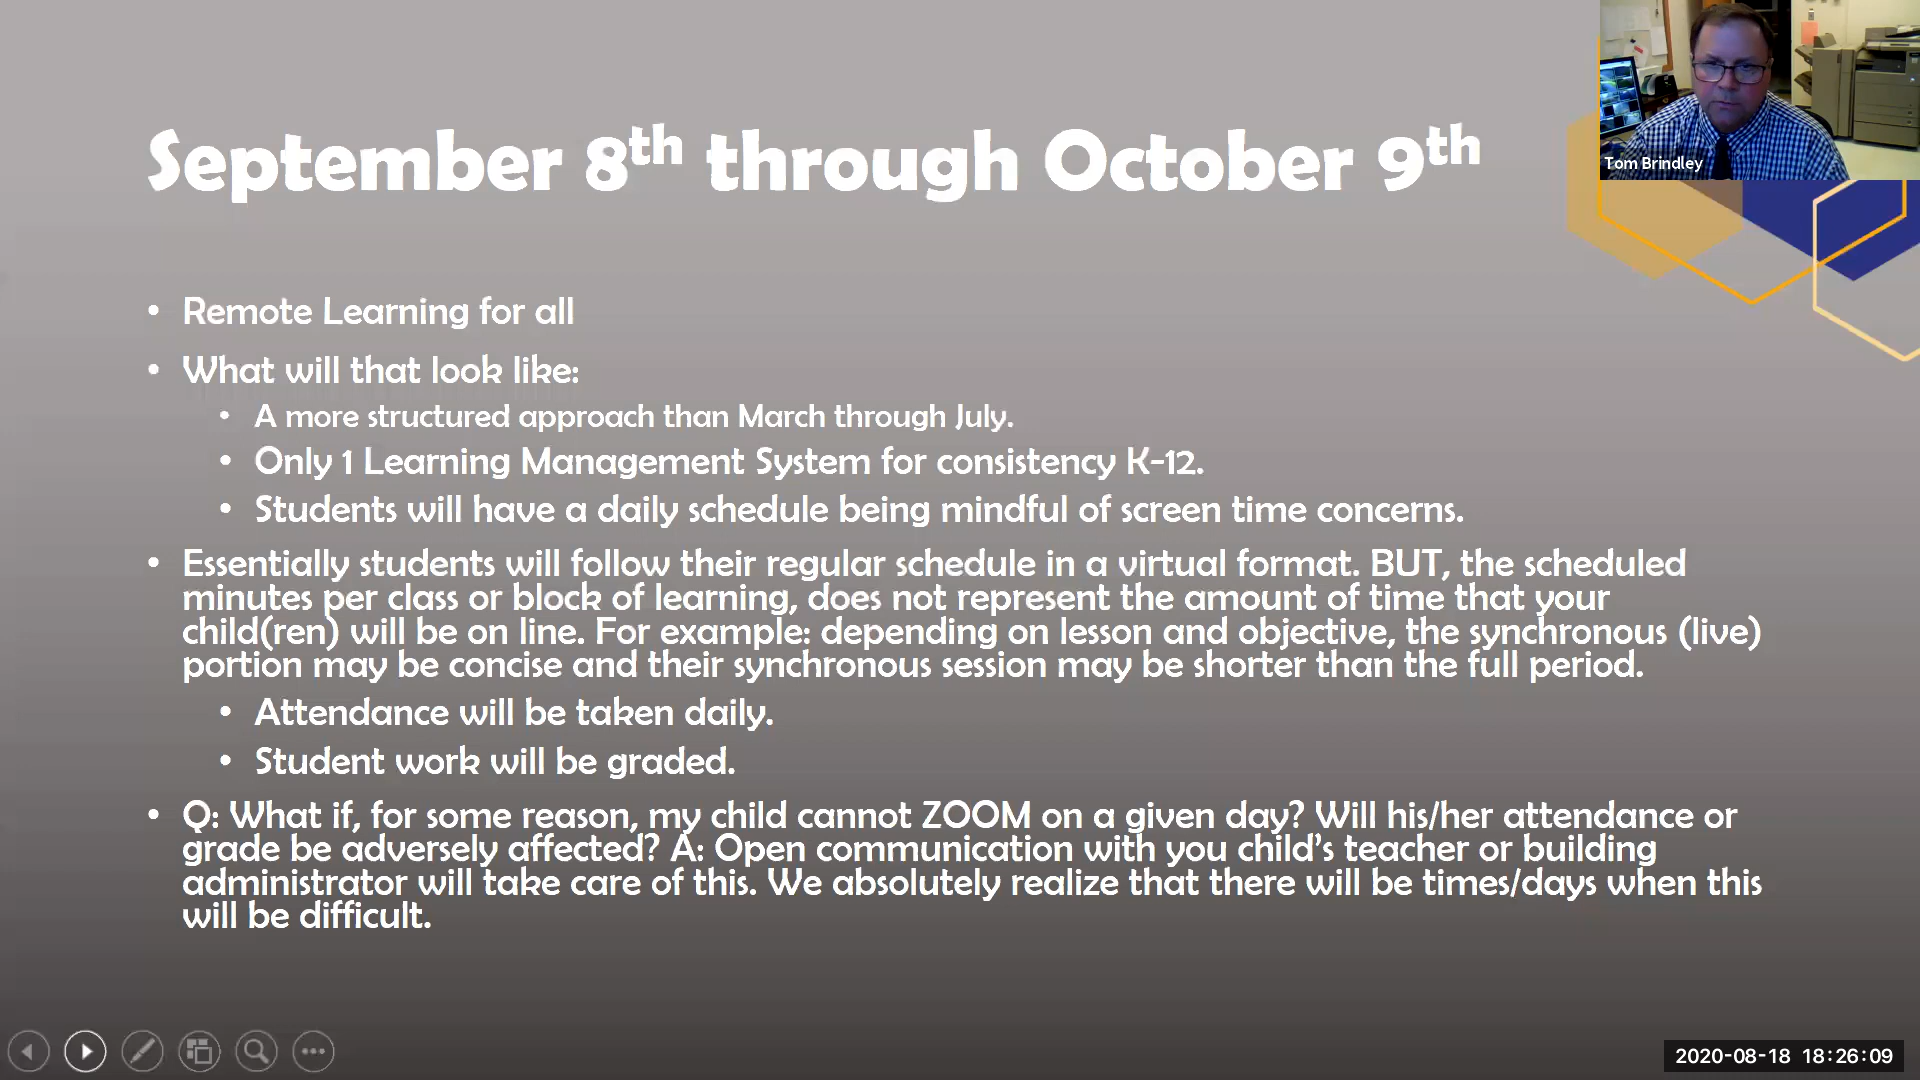 Tom Brindley
September 8th through October 9th
• Remote Learning for all
• What will that look like:
• A more structured approach than March through July.
• Only 1 Learning Management System for consistency K-12.
• Students will have a daily schedule being mindful of screen time concerns.
• Essentially students will follow their regular schedule in a virtual format. BUT, the scheduled
minutes per class or block of learning, does not represent the amount of time that your
child(ren) will be on line. For example: depending on lesson and objective, the synchronous (live)
portion may be concise and their synchronous session may be shorter than the full period.
• Attendance will be taken daily.
• Student work will be graded.
• Q: What if, for some reason, my child cannot ZOOM on a given day? Will his/her attendance or
grade be adversely affected? A: Open communication with you child's teacher or building
administrator will take care of this. We absolutely realize that there will be times/days when this
will be difficult.
2020-08-18 18:26:09